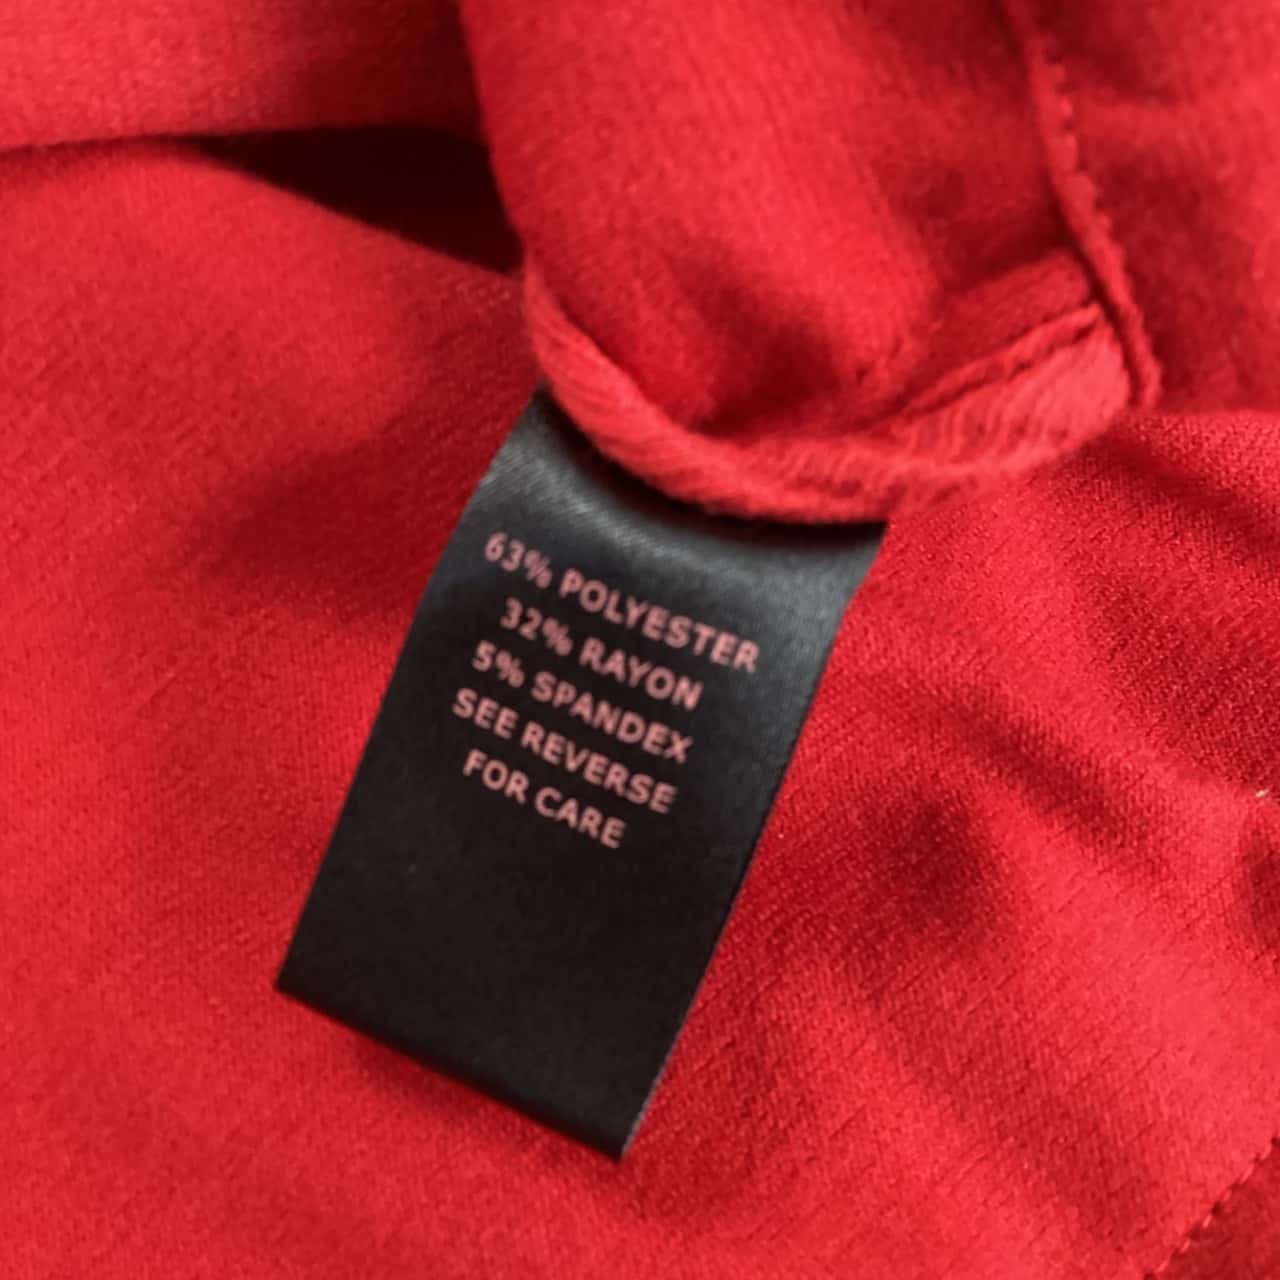 63% POLYESTER
32% RAYON
5% SPANDEX
SEE REVERSE
FOR CARE